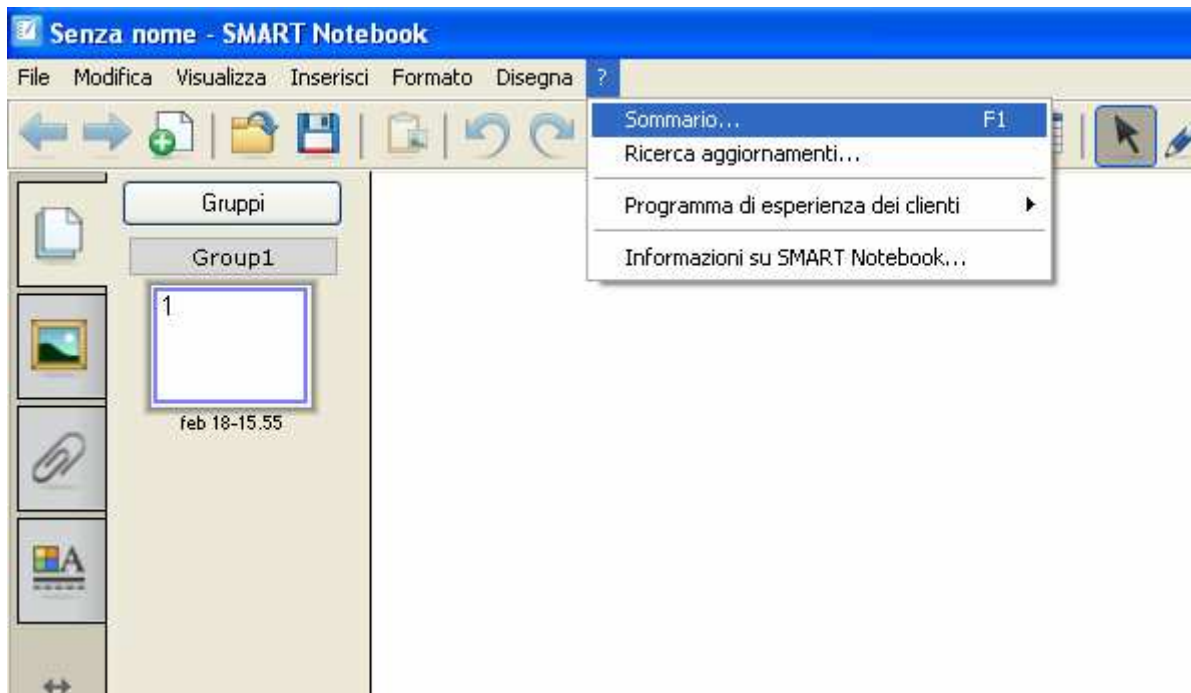 Senza nome - SMART Notebook
File Modifica Visualizza Inserisci Formato Disegna ?
Sommario... F1
Ricerca aggiornamenti...
Programma di esperienza dei clienti
Informazioni su SMART Notebook...
Gruppi
Group1
1
feb 18-15.55
A